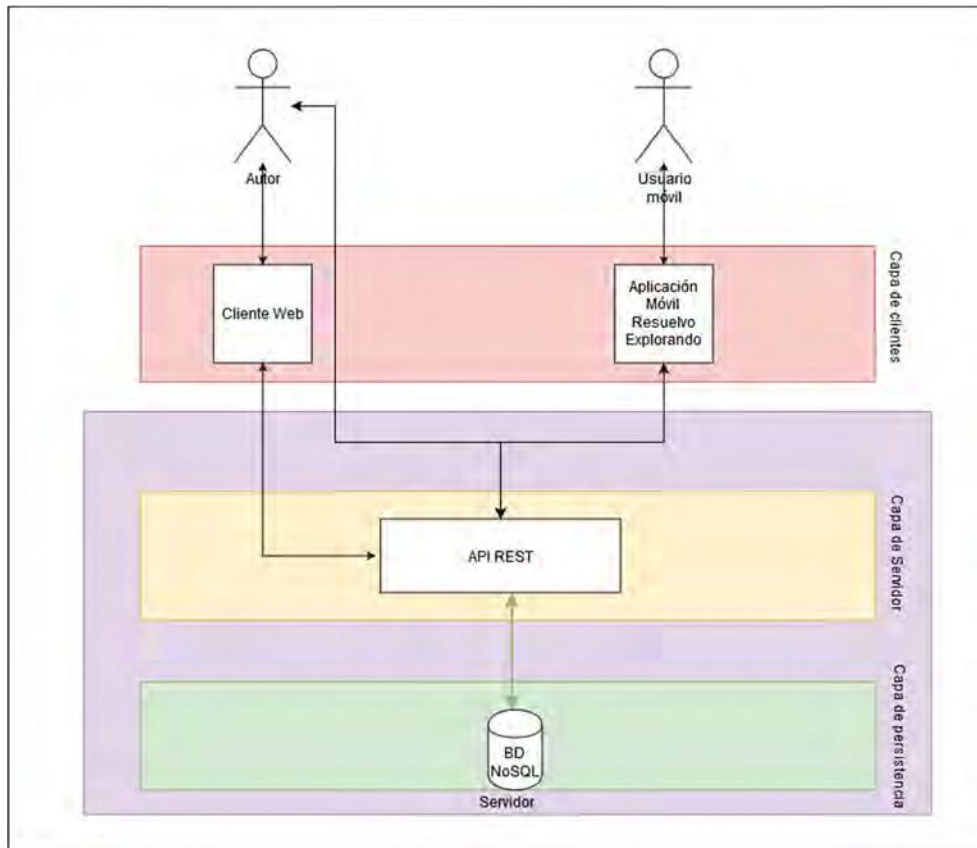 Autor
Usuario
móvil
Cliente Web
Aplicación
Móvil
Resuelvo
Explorando
Capa de clientes
API REST
Capa de Servidor
BD
NoSQL
Servidor
Capa de persistencia